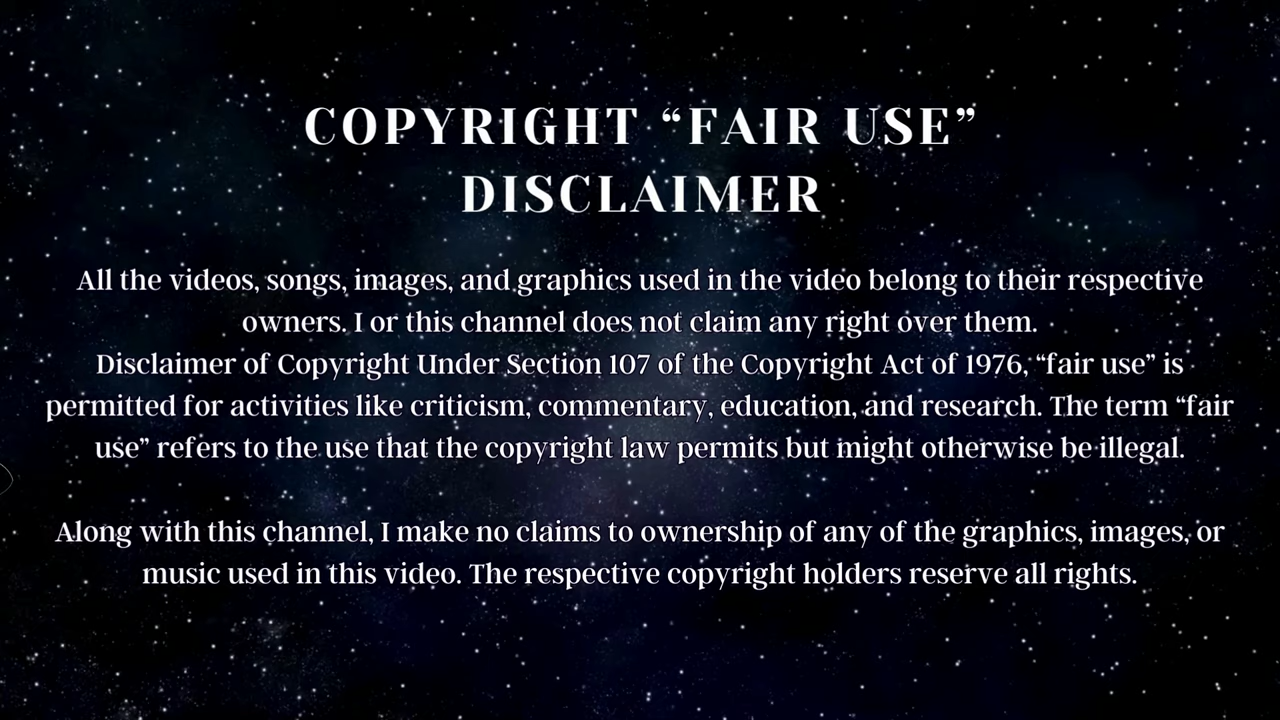 COPYRIGHT “FAIR USE”
DISCLAIMER
All the videos, songs, images, and graphics used in the video belong to their respective
owners. I or this channel does not claim any right over them.
Disclaimer of Copyright Under Section 107 of the Copyright Act of 1976, “fair use” is
permitted for activities like criticism, commentary, education, and research. The term “fair
use” refers to the use that the copyright law permits but might otherwise be illegal.
Along with this channel, I make no claims to ownership of any of the graphics, images, or
music used in this video. The respective copyright holders reserve all rights.